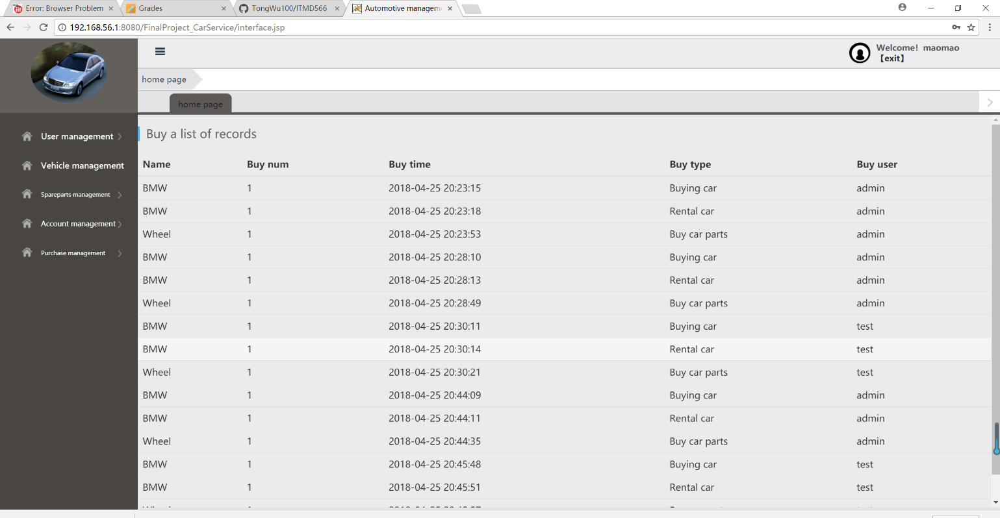 Error: Browser Problem
Grades
TongWu100/ITMD566
Automotive managem
192.168.56.1:8080/FinalProject_CarService/interface.jsp
Welcome! maomao
【exit】
home page
home page
User management
Vehicle management
Spareparts management
Account management
Purchase management
Buy a list of records
Name Buy num Buy time Buy type Buy user
BMW 1 2018-04-25 20:23:15 Buying car admin
BMW 1 2018-04-25 20:23:18 Rental car admin
Wheel 1 2018-04-25 20:23:53 Buy car parts admin
BMW 1 2018-04-25 20:28:10 Buying car admin
BMW 1 2018-04-25 20:28:13 Rental car admin
Wheel 1 2018-04-25 20:28:49 Buy car parts admin
BMW 1 2018-04-25 20:30:11 Buying car test
BMW 1 2018-04-25 20:30:14 Rental car test
Wheel 1 2018-04-25 20:30:21 Buy car parts test
BMW 1 2018-04-25 20:44:09 Buying car admin
BMW 1 2018-04-25 20:44:11 Rental car admin
Wheel 1 2018-04-25 20:44:35 Buy car parts admin
BMW 1 2018-04-25 20:45:48 Buying car test
BMW 1 2018-04-25 20:45:51 Rental car test